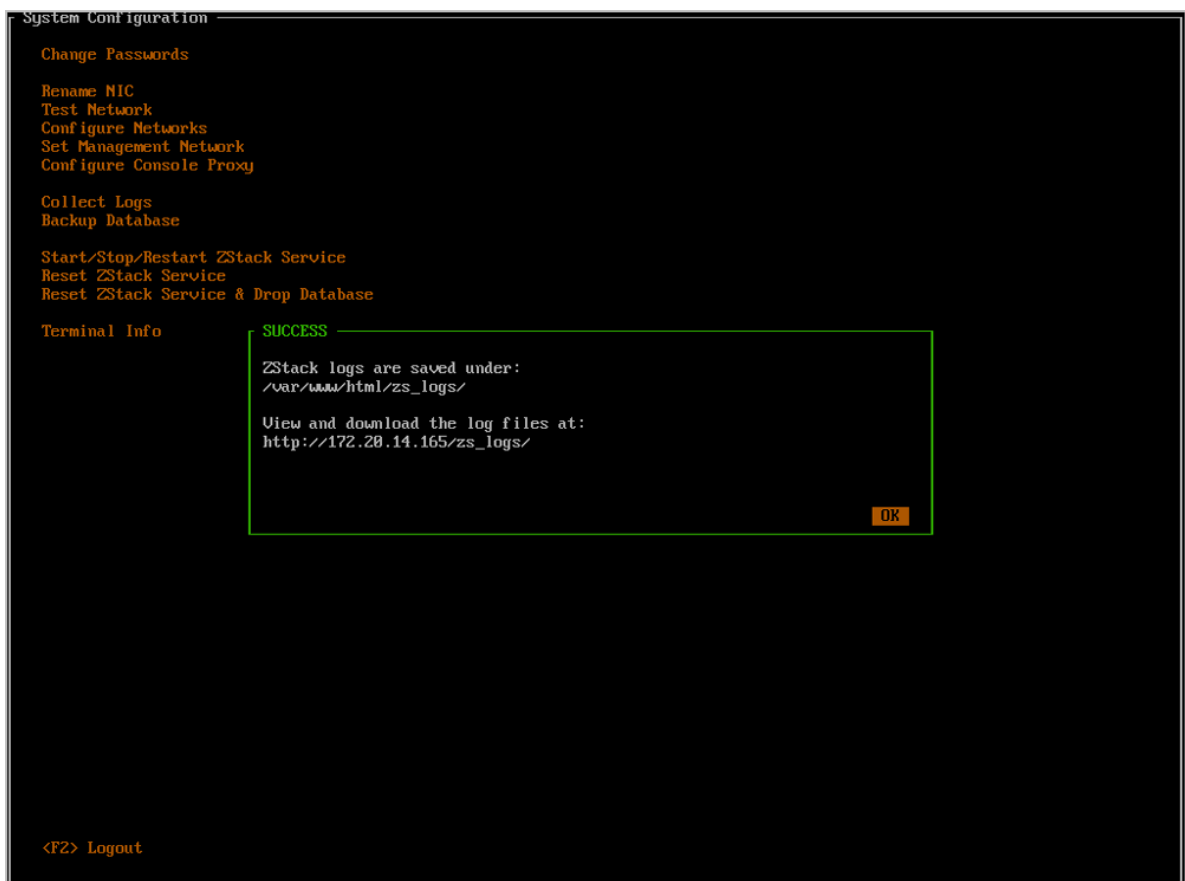 System Configuration
Change Passwords
Rename NIC
Test Network
Configure Networks
Set Management Network
Configure Console Proxy
Collect Logs
Backup Database
Start/Stop/Restart ZStack Service
Reset ZStack Service
Reset ZStack Service & Drop Database
Terminal Info
SUCCESS
ZStack logs are saved under:
/var/www/html/zs_logs/
View and download the log files at:
http://172.20.14.165/zs_logs/
OK
<F2> Logout